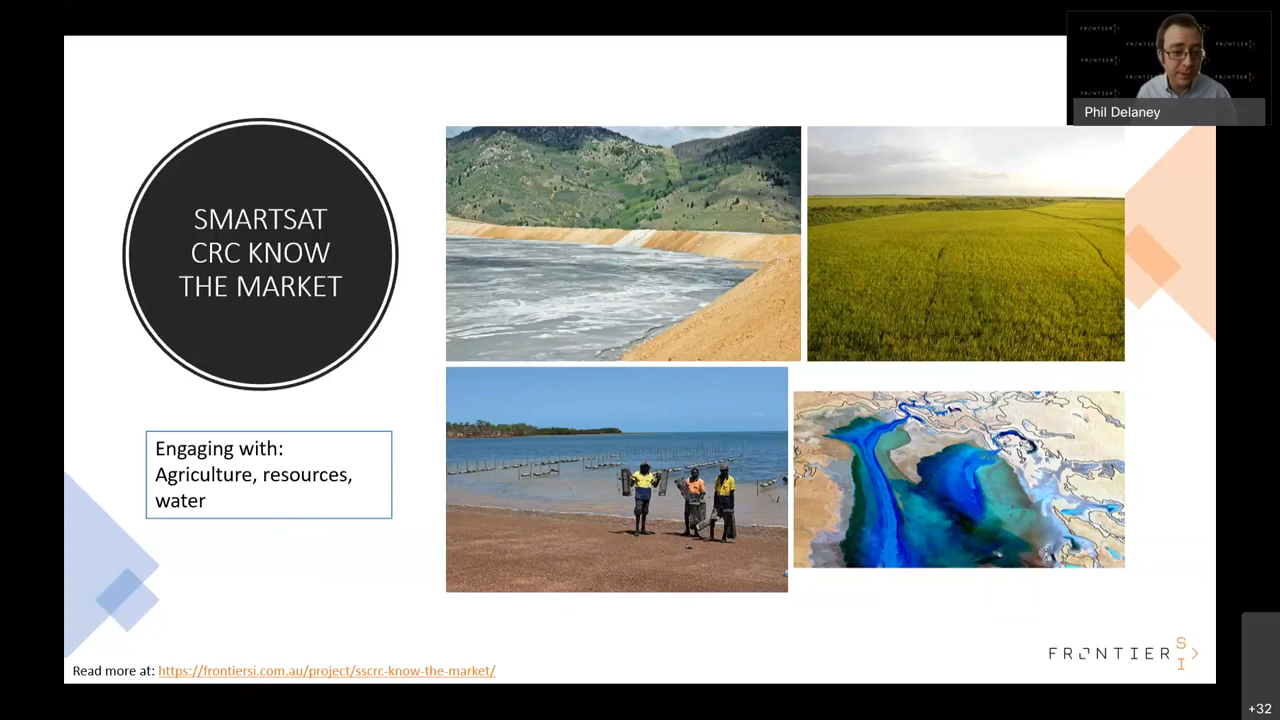 SMARTSAT
CRC KNOW
THE MARKET
Engaging with:
Agriculture, resources,
water
Read more at: https://frontiersi.com.au/project/sscrc-know-the-market/
FRONTIER SI
Phil Delaney
+32